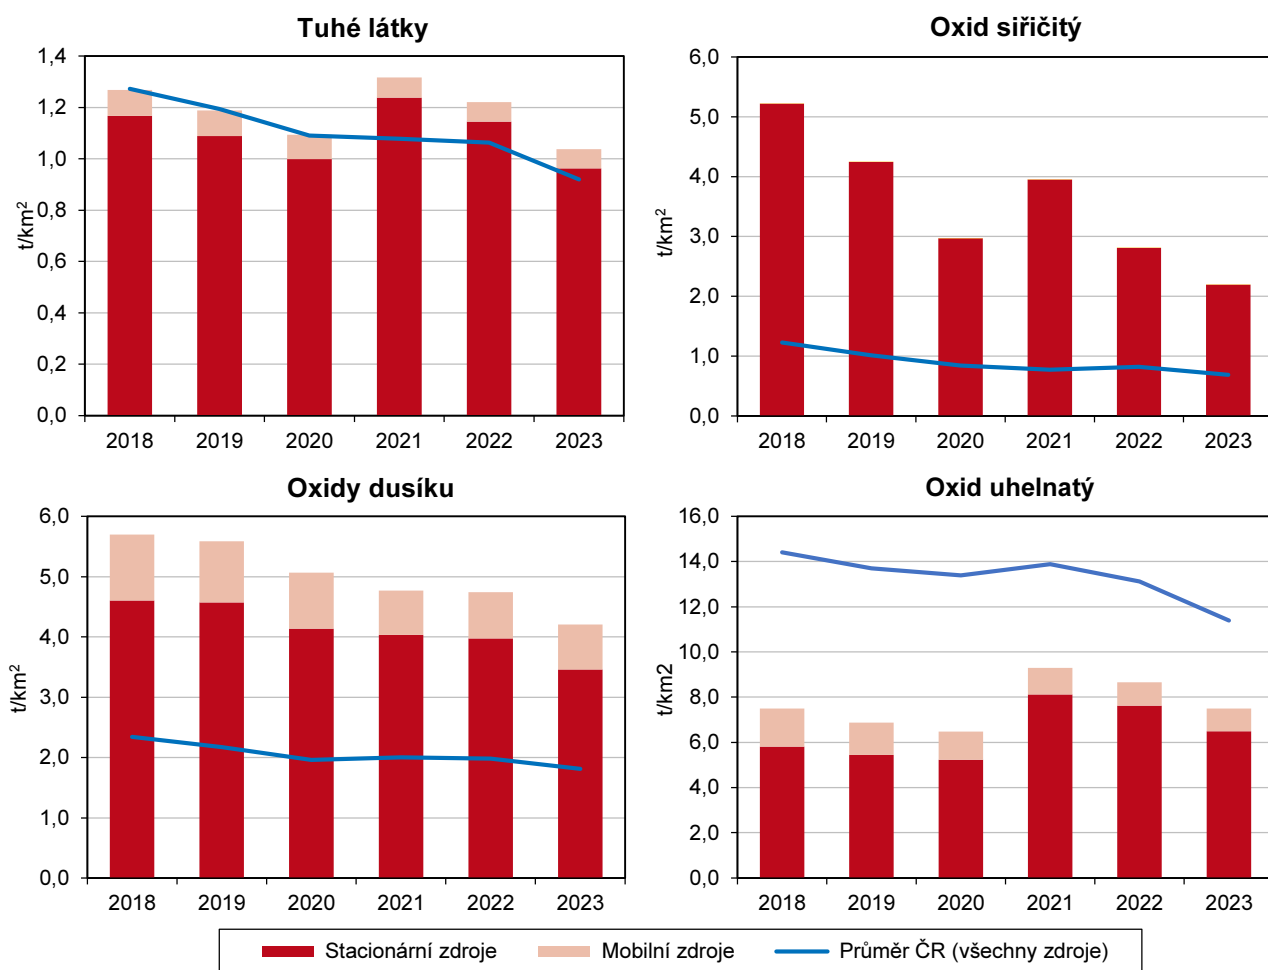 Tuhé látky
t/km²
1,4
1,2
1,0
0,8
0,6
0,4
0,2
0,0
2018 2019 2020 2021 2022 2023
Oxid siřičitý
t/km²
6,0
5,0
4,0
3,0
2,0
1,0
0,0
2018 2019 2020 2021 2022 2023
Oxidy dusíku
t/km²
6,0
5,0
4,0
3,0
2,0
1,0
0,0
2018 2019 2020 2021 2022 2023
Oxid uhelnatý
t/km2
16,0
14,0
12,0
10,0
8,0
6,0
4,0
2,0
0,0
2018 2019 2020 2021 2022 2023
Stacionární zdroje Mobilní zdroje Průměr ČR (všechny zdroje)